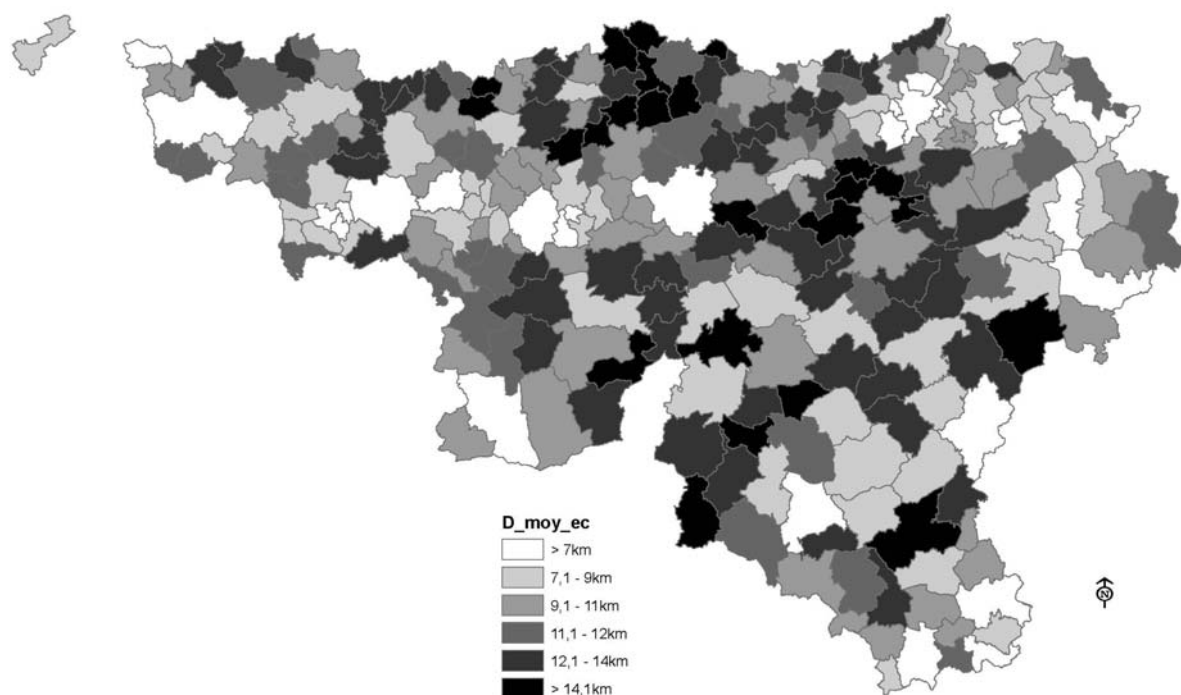 D_moy_ec
> 7km
7,1 - 9km
9,1 - 11km
11,1 - 12km
12,1 - 14km
> 14,1km
N